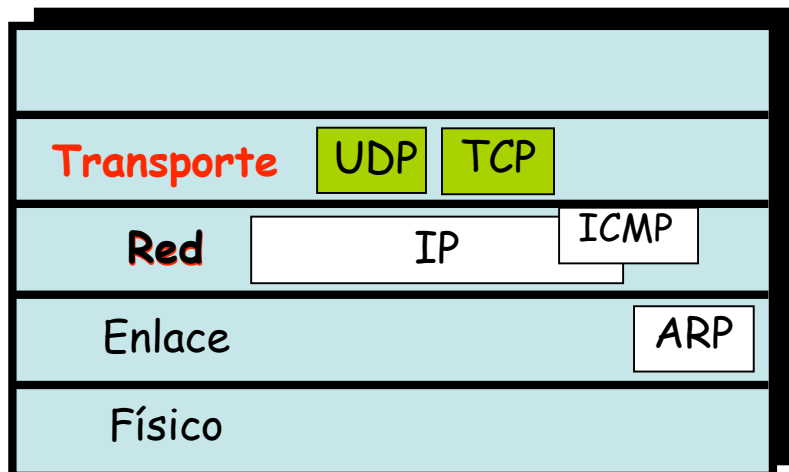 Transporte UDP TCP
Red IP ICMP
Enlace ARP
Físico